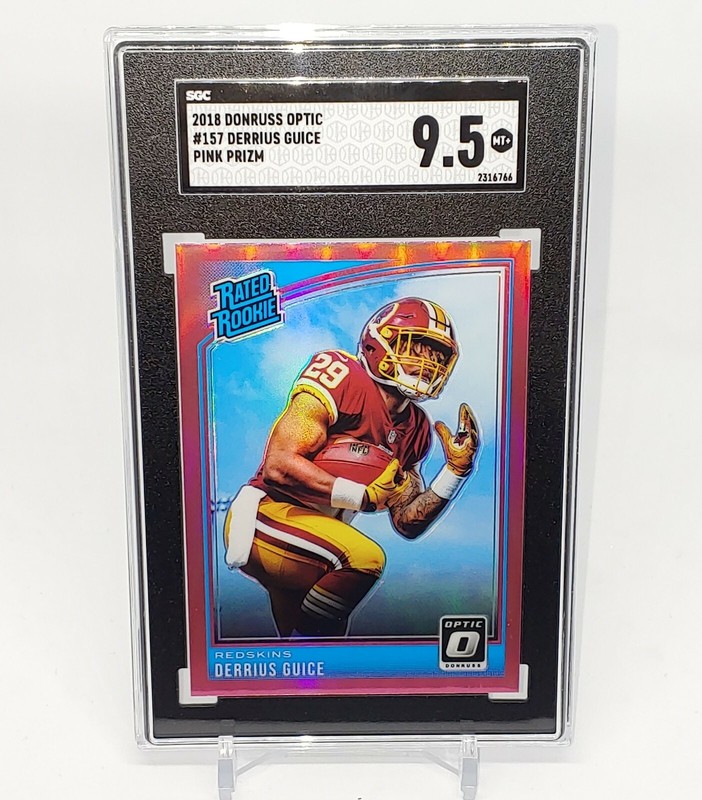 SGC
2018 DONRUSS OPTIC
#157 DERRIUS GUICE
PINK PRIZM
9.5
MT+
2316766
RATED
ROOKIE
29
NFL
OPTIC
O
DONRUSS
REDSKINS
DERRIUS GUICE